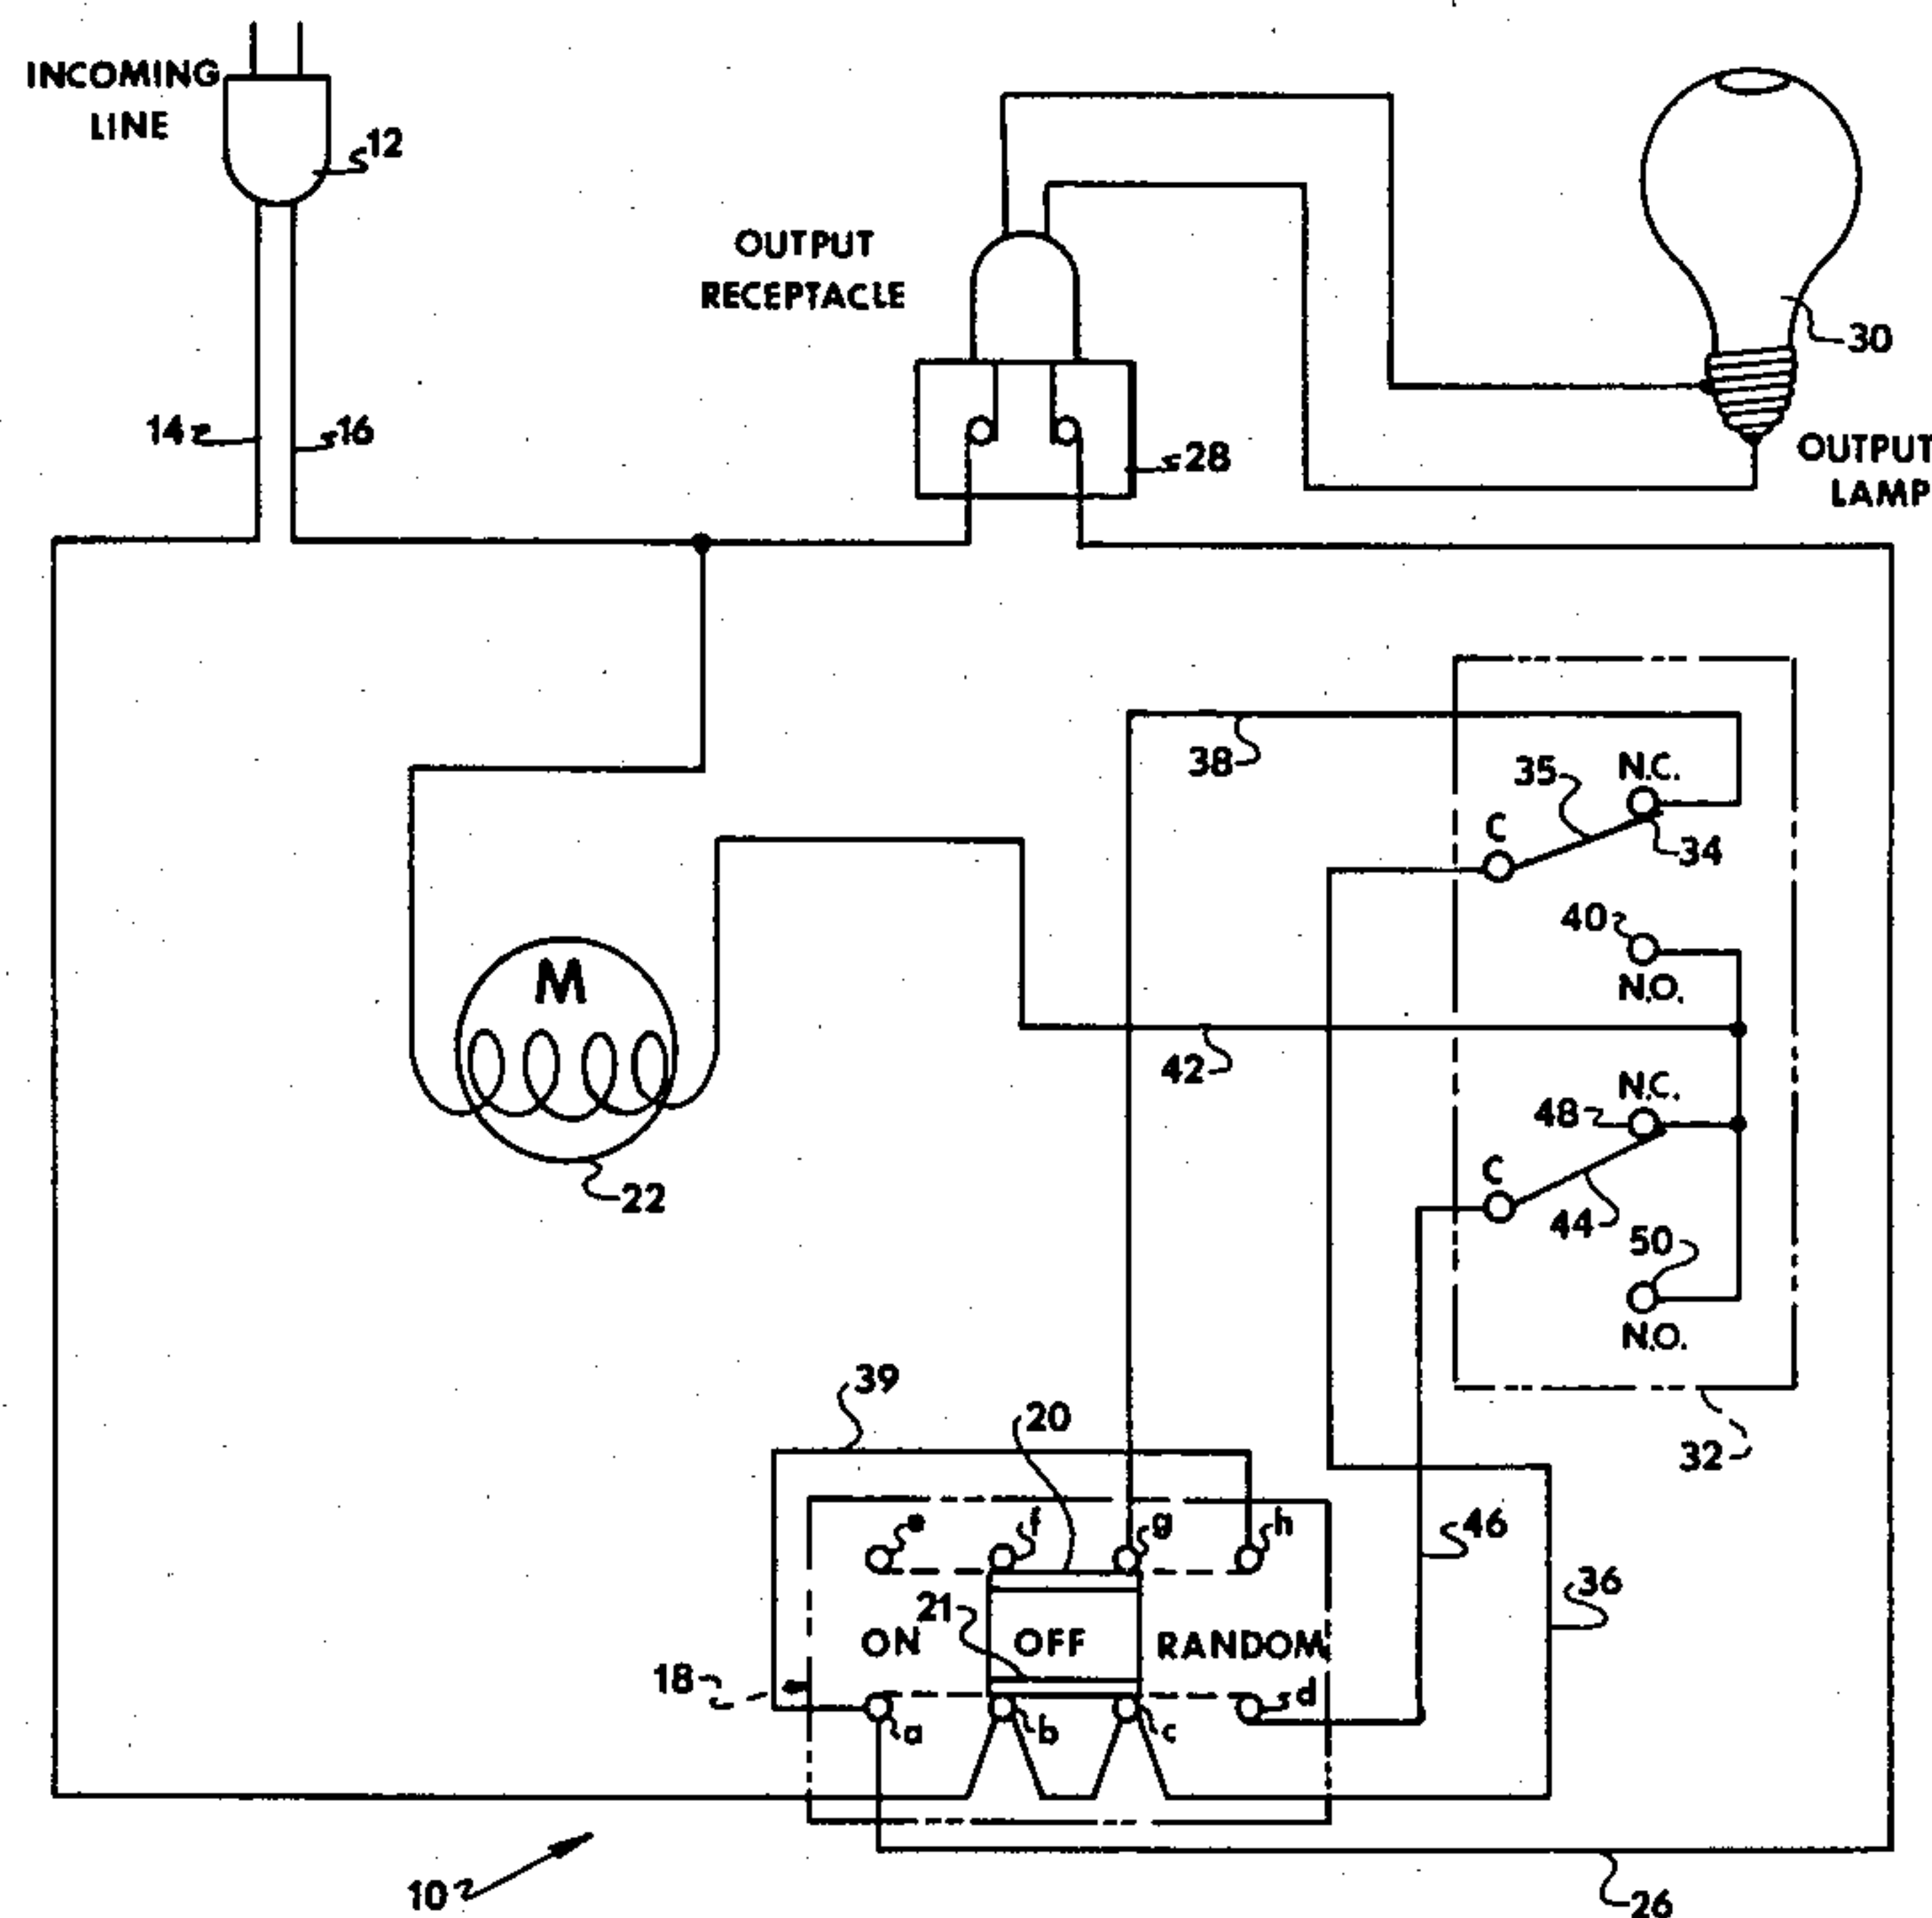 INCOMING
LINE
12
OUTPUT
RECEPTACLE
30
14
16
28
OUTPUT
LAMP
38
35
N.C.
C
34
40
N.O.
M
42
N.C.
48
C
22
44
50
N.O.
39
20
32
e
f
g
h
46
36
21
ON
OFF
RANDOM
18
d
a
b
c
10
26